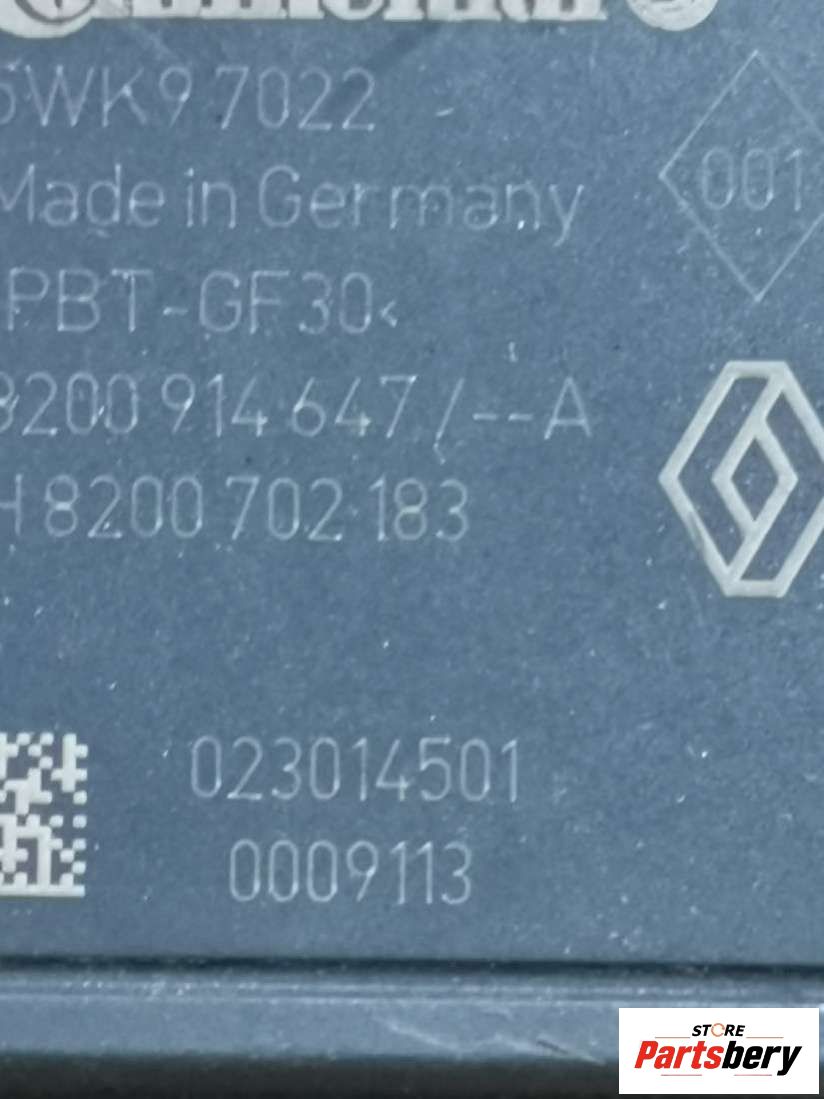 5WK9 7022
001
Made in Germany
PBT-GF30<
8200 914 647 /--A
H 8200 702 183
023014501
0009113
STORE
Partsbery